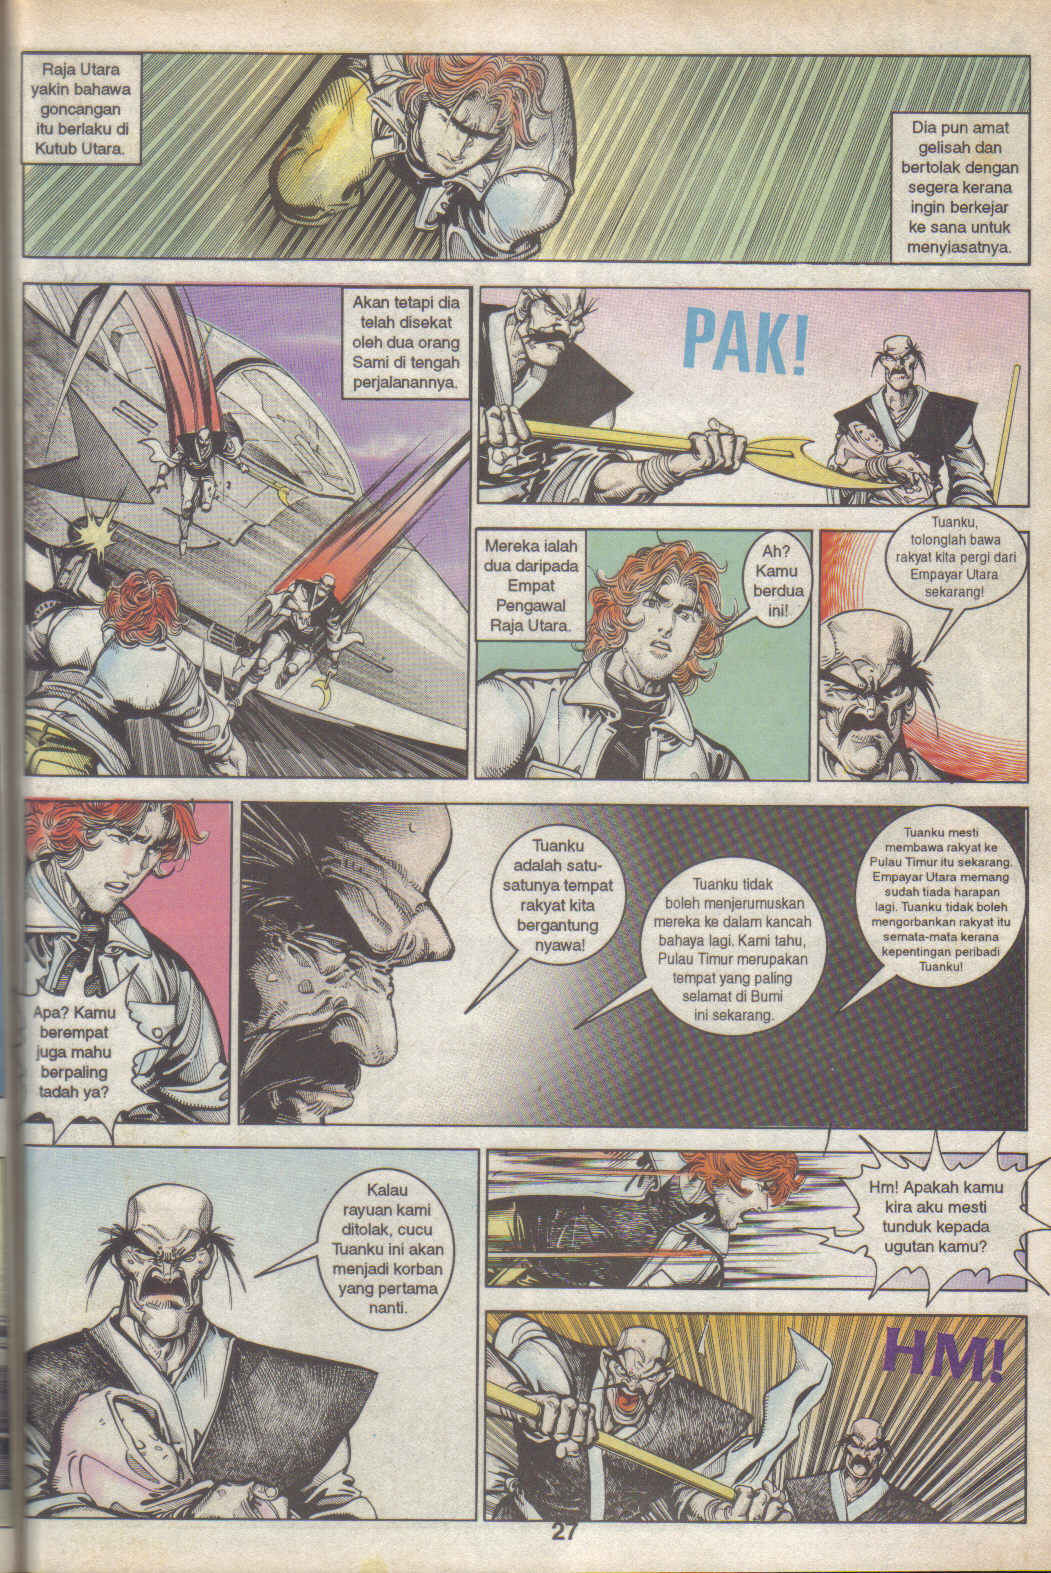 Raja Utara
yakin bahawa
goncangan
itu berlaku di
Kutub Utara.
Dia pun amat
gelisah dan
bertolak dengan
segera kerana
ingin berkejar
ke sana untuk
menyiasatnya.
Akan tetapi dia
telah disekat
oleh dua orang
Sami di tengah
perjalanannya.
PAK!
Mereka ialah
dua daripada
Empat
Pengawal
Raja Utara.
Ah?
Kamu
berdua
ini!
Tuanku,
tolonglah bawa
rakyat kita pergi dari
Empayar Utara
sekarang!
Apa? Kamu
berempat
juga mahu
berpaling
tadah ya?
Tuanku
adalah satu-
satunya tempat
rakyat kita
bergantung
nyawa!
Tuanku tidak
boleh menjerumuskan
mereka ke dalam kancah
bahaya lagi. Kami tahu,
Pulau Timur merupakan
tempat yang paling
selamat di Bumi
ini sekarang.
Tuanku mesti
membawa rakyat ke
Pulau Timur itu sekarang.
Empayar Utara memang
sudah tiada harapan
lagi. Tuanku tidak boleh
mengorbankan rakyat itu
semata-mata kerana
kepentingan peribadi
Tuanku!
Kalau
rayuan kami
ditolak, cucu
Tuanku ini akan
menjadi korban
yang pertama
nanti.
Hm! Apakah kamu
kira aku mesti
tunduk kepada
ugutan kamu?
HM!
27